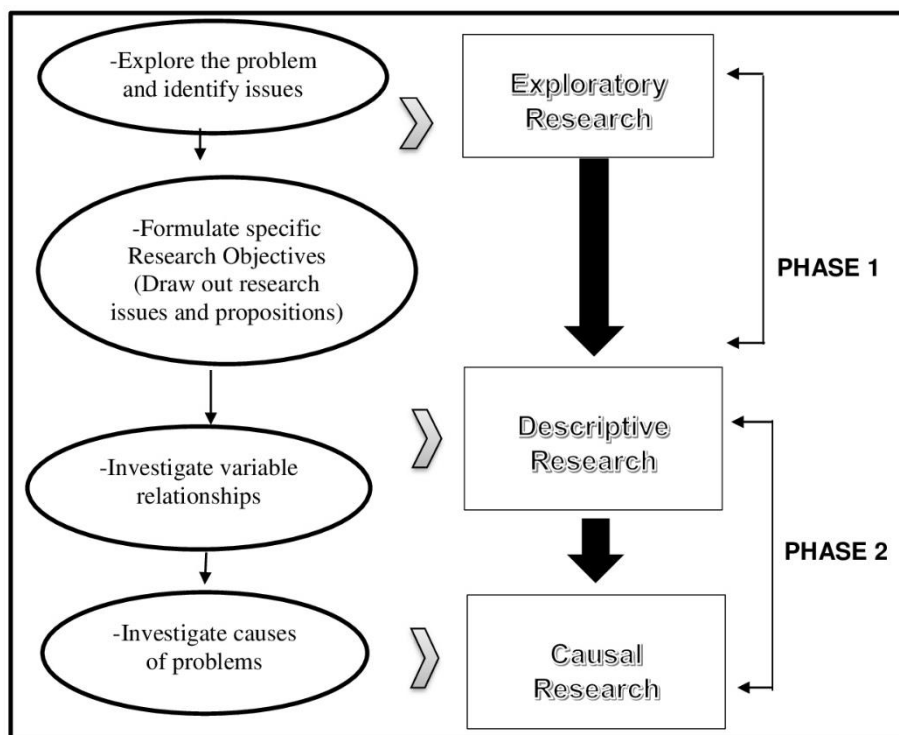 -Explore the problem
and identify issues
Exploratory
Research
-Formulate specific
Research Objectives
(Draw out research
issues and propositions)
PHASE 1
-Investigate variable
relationships
Descriptive
Research
PHASE 2
-Investigate causes
of problems
Causal
Research